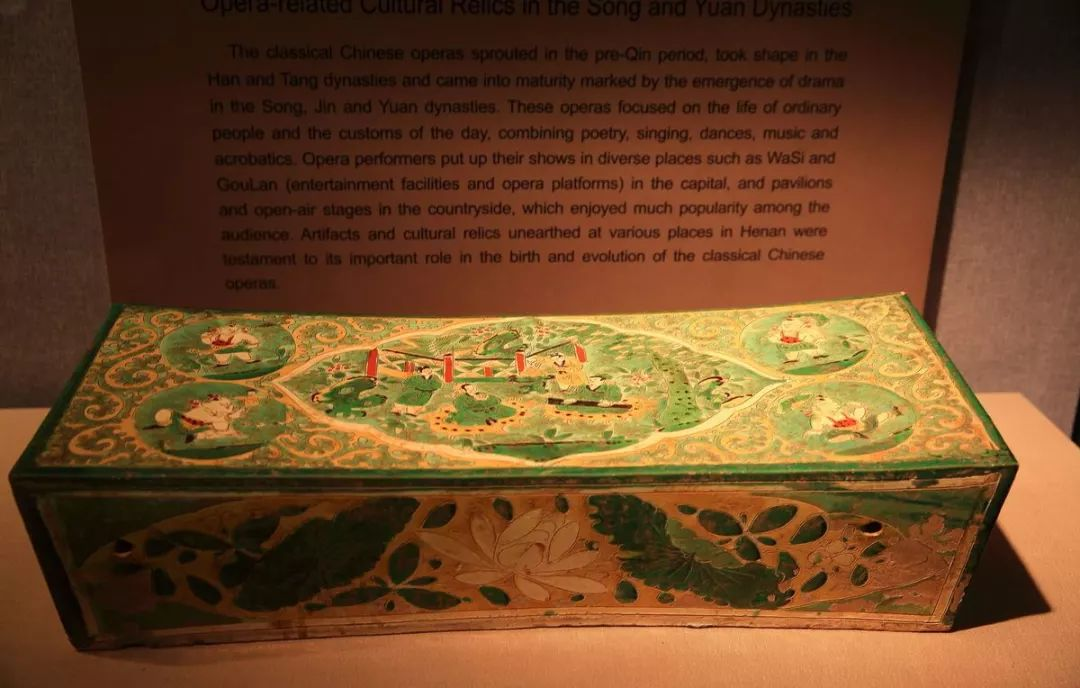 Opera-related Cultural Relics in the Song and Yuan Dynasties
The classical Chinese operas sprouted in the pre-Qin period, took shape in the
Han and Tang dynasties and came into maturity marked by the emergence of drama
in the Song, Jin and Yuan dynasties. These operas focused on the life of ordinary
people and the customs of the day, combining poetry, singing, dances, music and
acrobatics. Opera performers put up their shows in diverse places such as WaSi and
GouLan (entertainment facilities and opera platforms) in the capital, and pavilions
and open-air stages in the countryside, which enjoyed much popularity among the
audience. Artifacts and cultural relics unearthed at various places in Henan were
testament to its important role in the birth and evolution of the classical Chinese
operas.